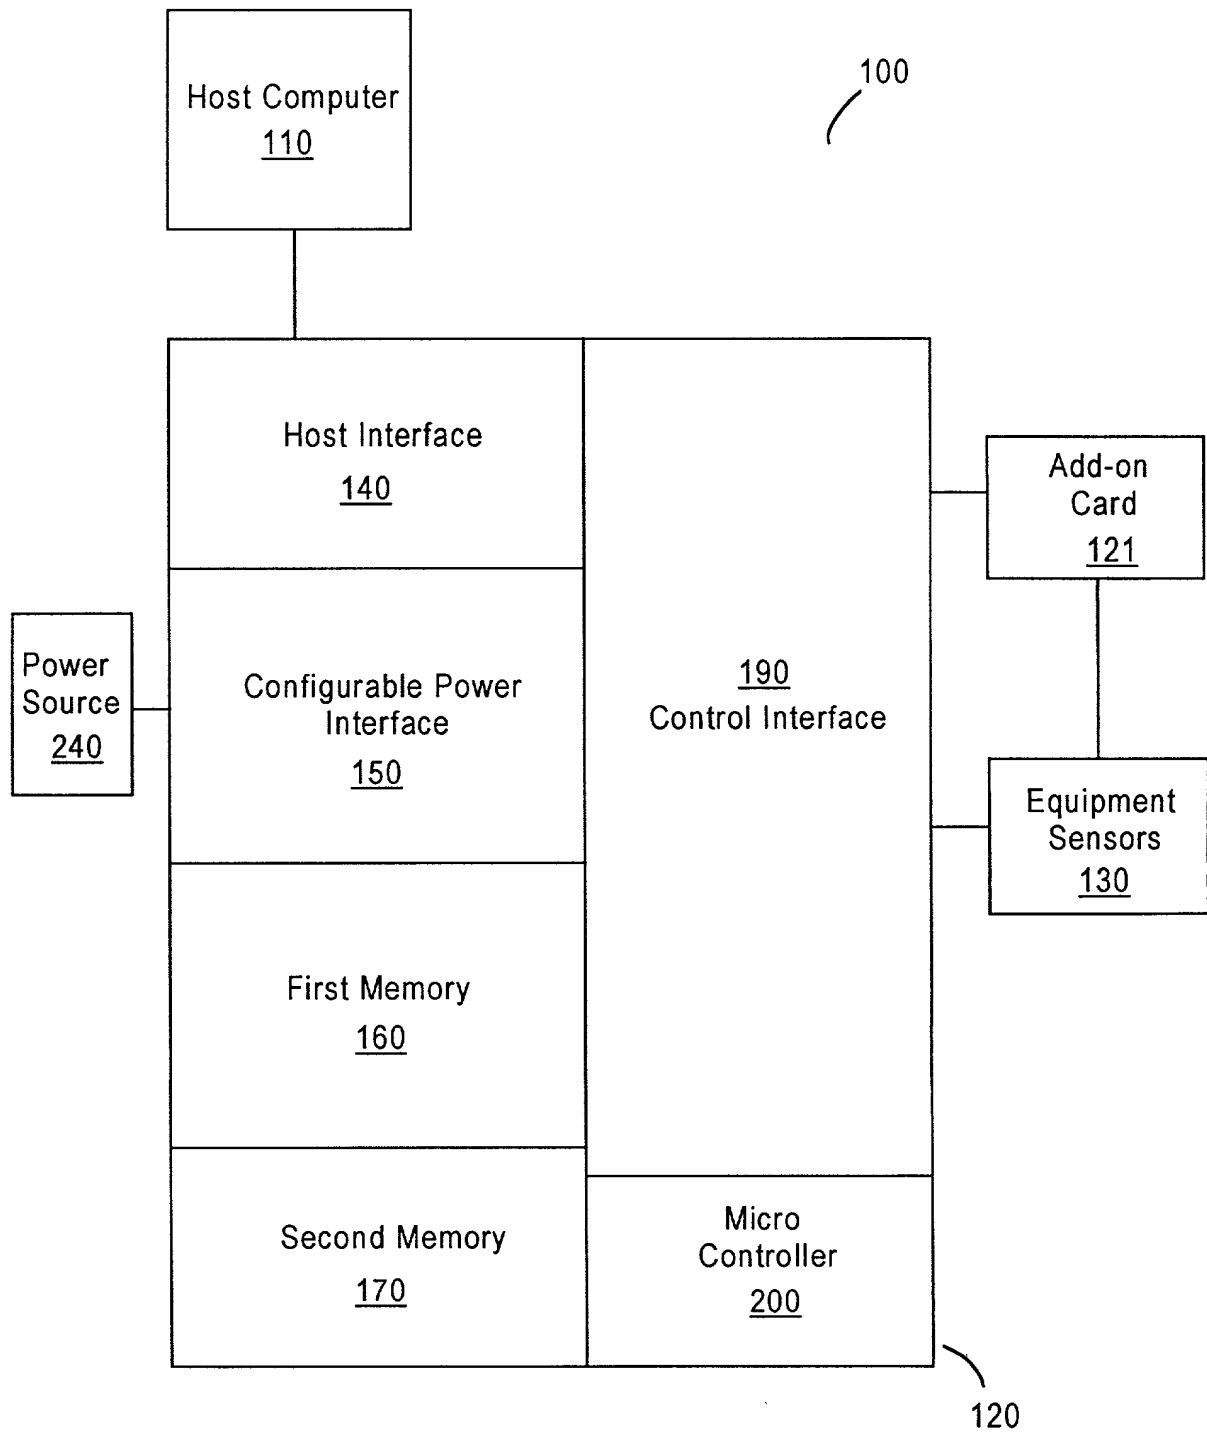 Host Computer
110
100
Host Interface
140
Add-on
Card
121
Power
Source
240
Configurable Power
Interface
150
190
Control Interface
Equipment
Sensors
130
First Memory
160
Second Memory
170
Micro
Controller
200
120